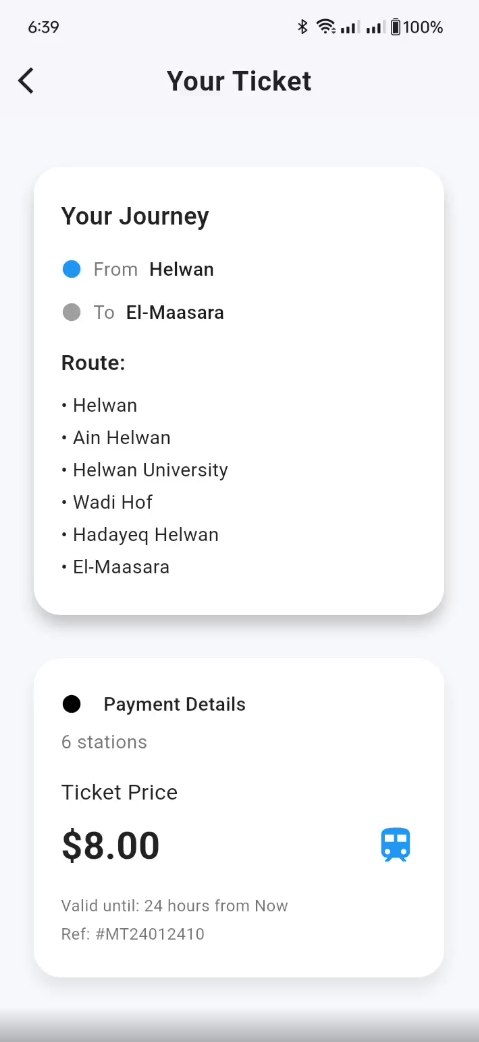 6:39 100%
Your Ticket
Your Journey
From Helwan
To El-Maasara
Route:
• Helwan
• Ain Helwan
• Helwan University
• Wadi Hof
• Hadayeq Helwan
• El-Maasara
Payment Details
6 stations
Ticket Price
$8.00
Valid until: 24 hours from Now
Ref: #MT24012410